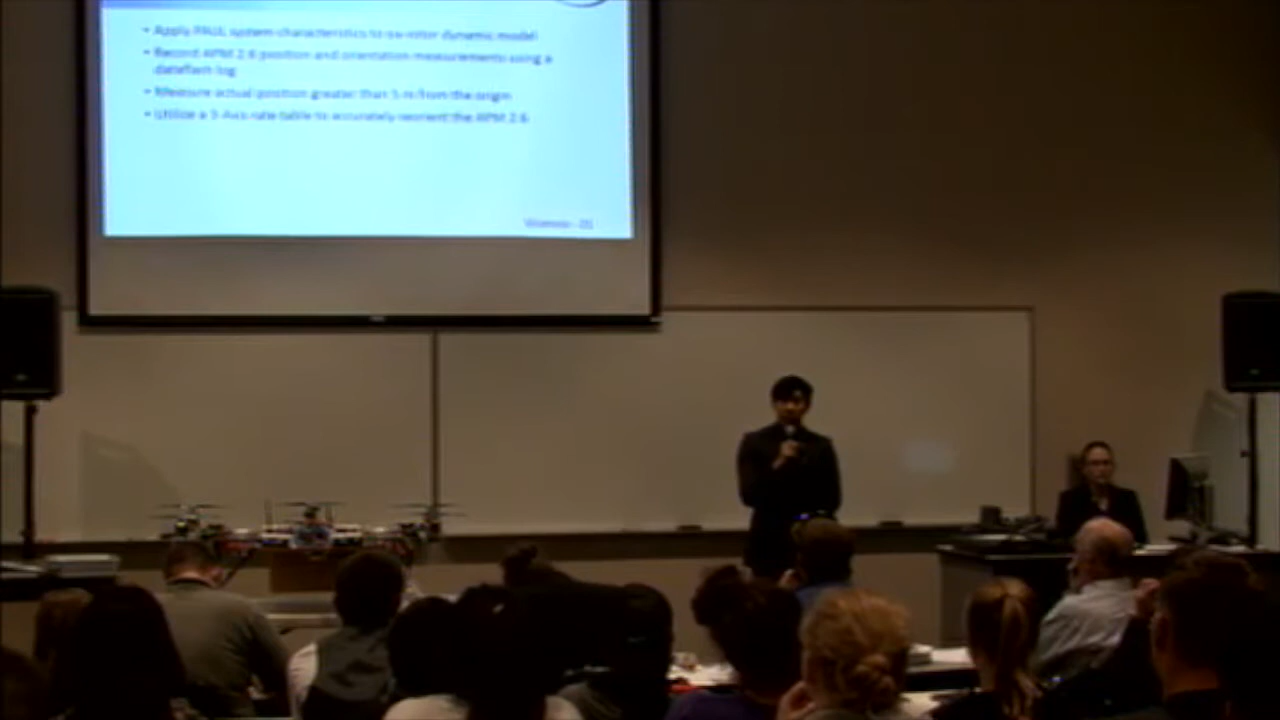 • Apply PAUL system characteristics to six-rotor dynamic model
• Record APM 2.6 position and orientation measurements using a
dataflash log
• Measure actual position greater than 5 m from the origin
• Utilize a 3-Axis rate table to accurately reorient the APM 2.6